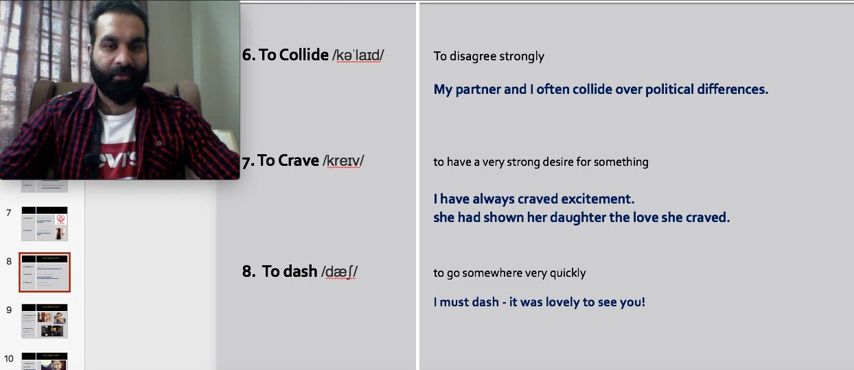 6. To Collide /kəˈlaɪd/
To disagree strongly
My partner and I often collide over political differences.
7. To Crave /kreɪv/
to have a very strong desire for something
I have always craved excitement.
she had shown her daughter the love she craved.
8. To dash /dæʃ/
to go somewhere very quickly
I must dash - it was lovely to see you!
7
8
9
10